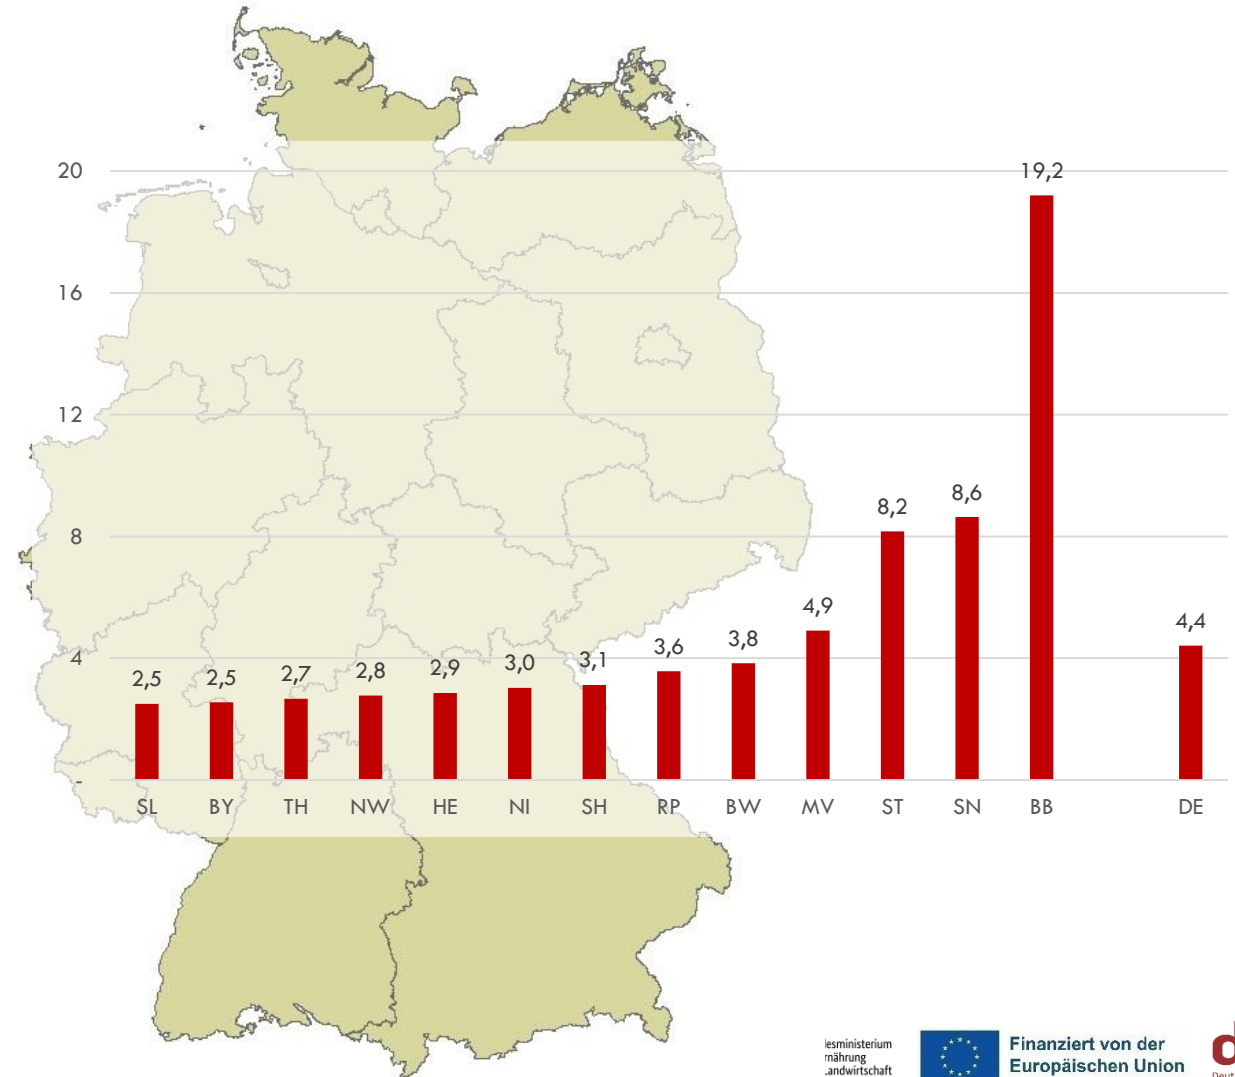 20
16
12
8
4
-
2,5 2,5 2,7 2,8 2,9 3,0 3,1 3,6 3,8 4,9 8,2 8,6 19,2 4,4
SL BY TH NW HE NI SH RP BW MV ST SN BB DE
Finanziert von der
Europäischen Union